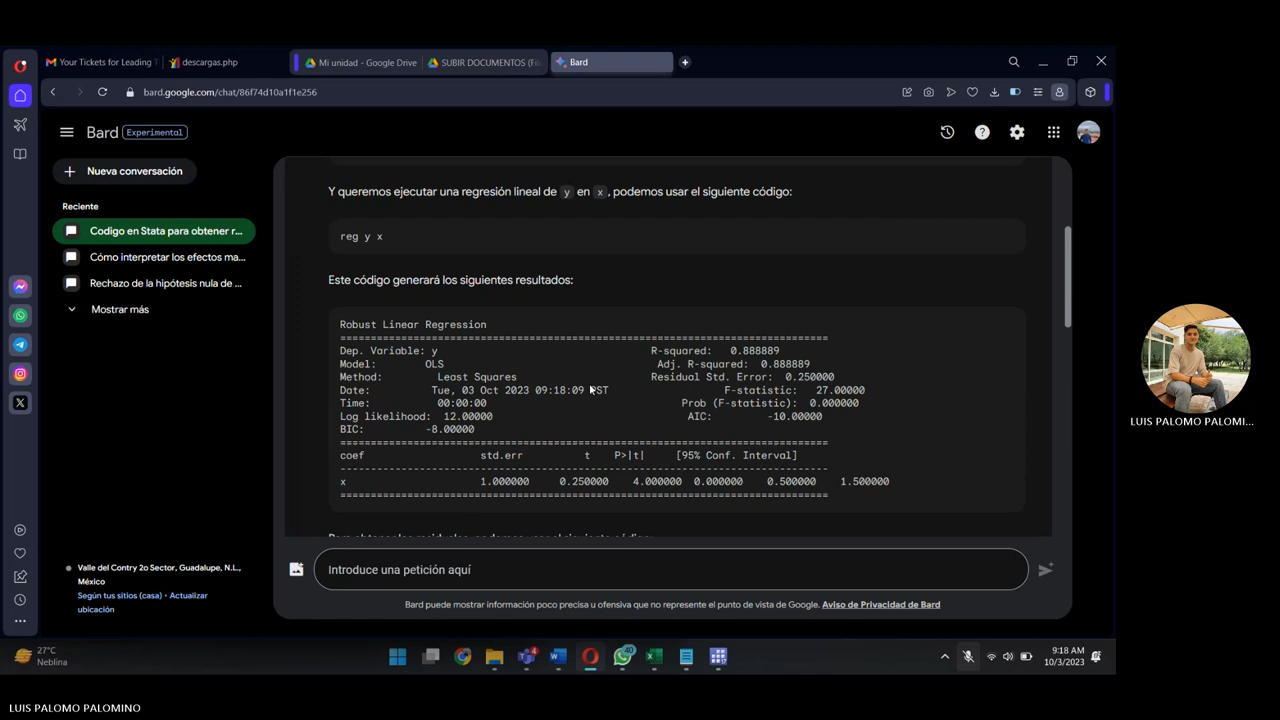 Your Tickets for Leading T
descargas.php
Mi unidad - Google Drive
SUBIR DOCUMENTOS (Fi
Bard
bard.google.com/chat/86f74d10a1f1e256
Bard Experimental
Nueva conversación
Reciente
Codigo en Stata para obtener r...
Cómo interpretar los efectos ma...
Rechazo de la hipótesis nula de ...
Mostrar más
Valle del Contry 2o Sector, Guadalupe, N.L.,
México
Según tus sitios (casa) • Actualizar
ubicación
Y queremos ejecutar una regresión lineal de y en x, podemos usar el siguiente código:
reg y x
Este código generará los siguientes resultados:
Robust Linear Regression
==============================================================================
Dep. Variable: y R-squared: 0.888889
Model: OLS Adj. R-squared: 0.888889
Method: Least Squares Residual Std. Error: 0.250000
Date: Tue, 03 Oct 2023 09:18:09 ST F-statistic: 27.00000
Time: 00:00:00 Prob (F-statistic): 0.000000
Log likelihood: 12.00000 AIC: -10.00000
BIC: -8.00000
==============================================================================
coef std.err t P>|t| [95% Conf. Interval]
------------------------------------------------------------------------------
x 1.000000 0.250000 4.000000 0.000000 0.500000 1.500000
==============================================================================
Introduce una petición aquí
Bard puede mostrar información poco precisa u ofensiva que no represente el punto de vista de Google. Aviso de Privacidad de Bard
LUIS PALOMO PALOMI...
27°C
Neblina
4
40
9:18 AM
10/3/2023
LUIS PALOMO PALOMINO